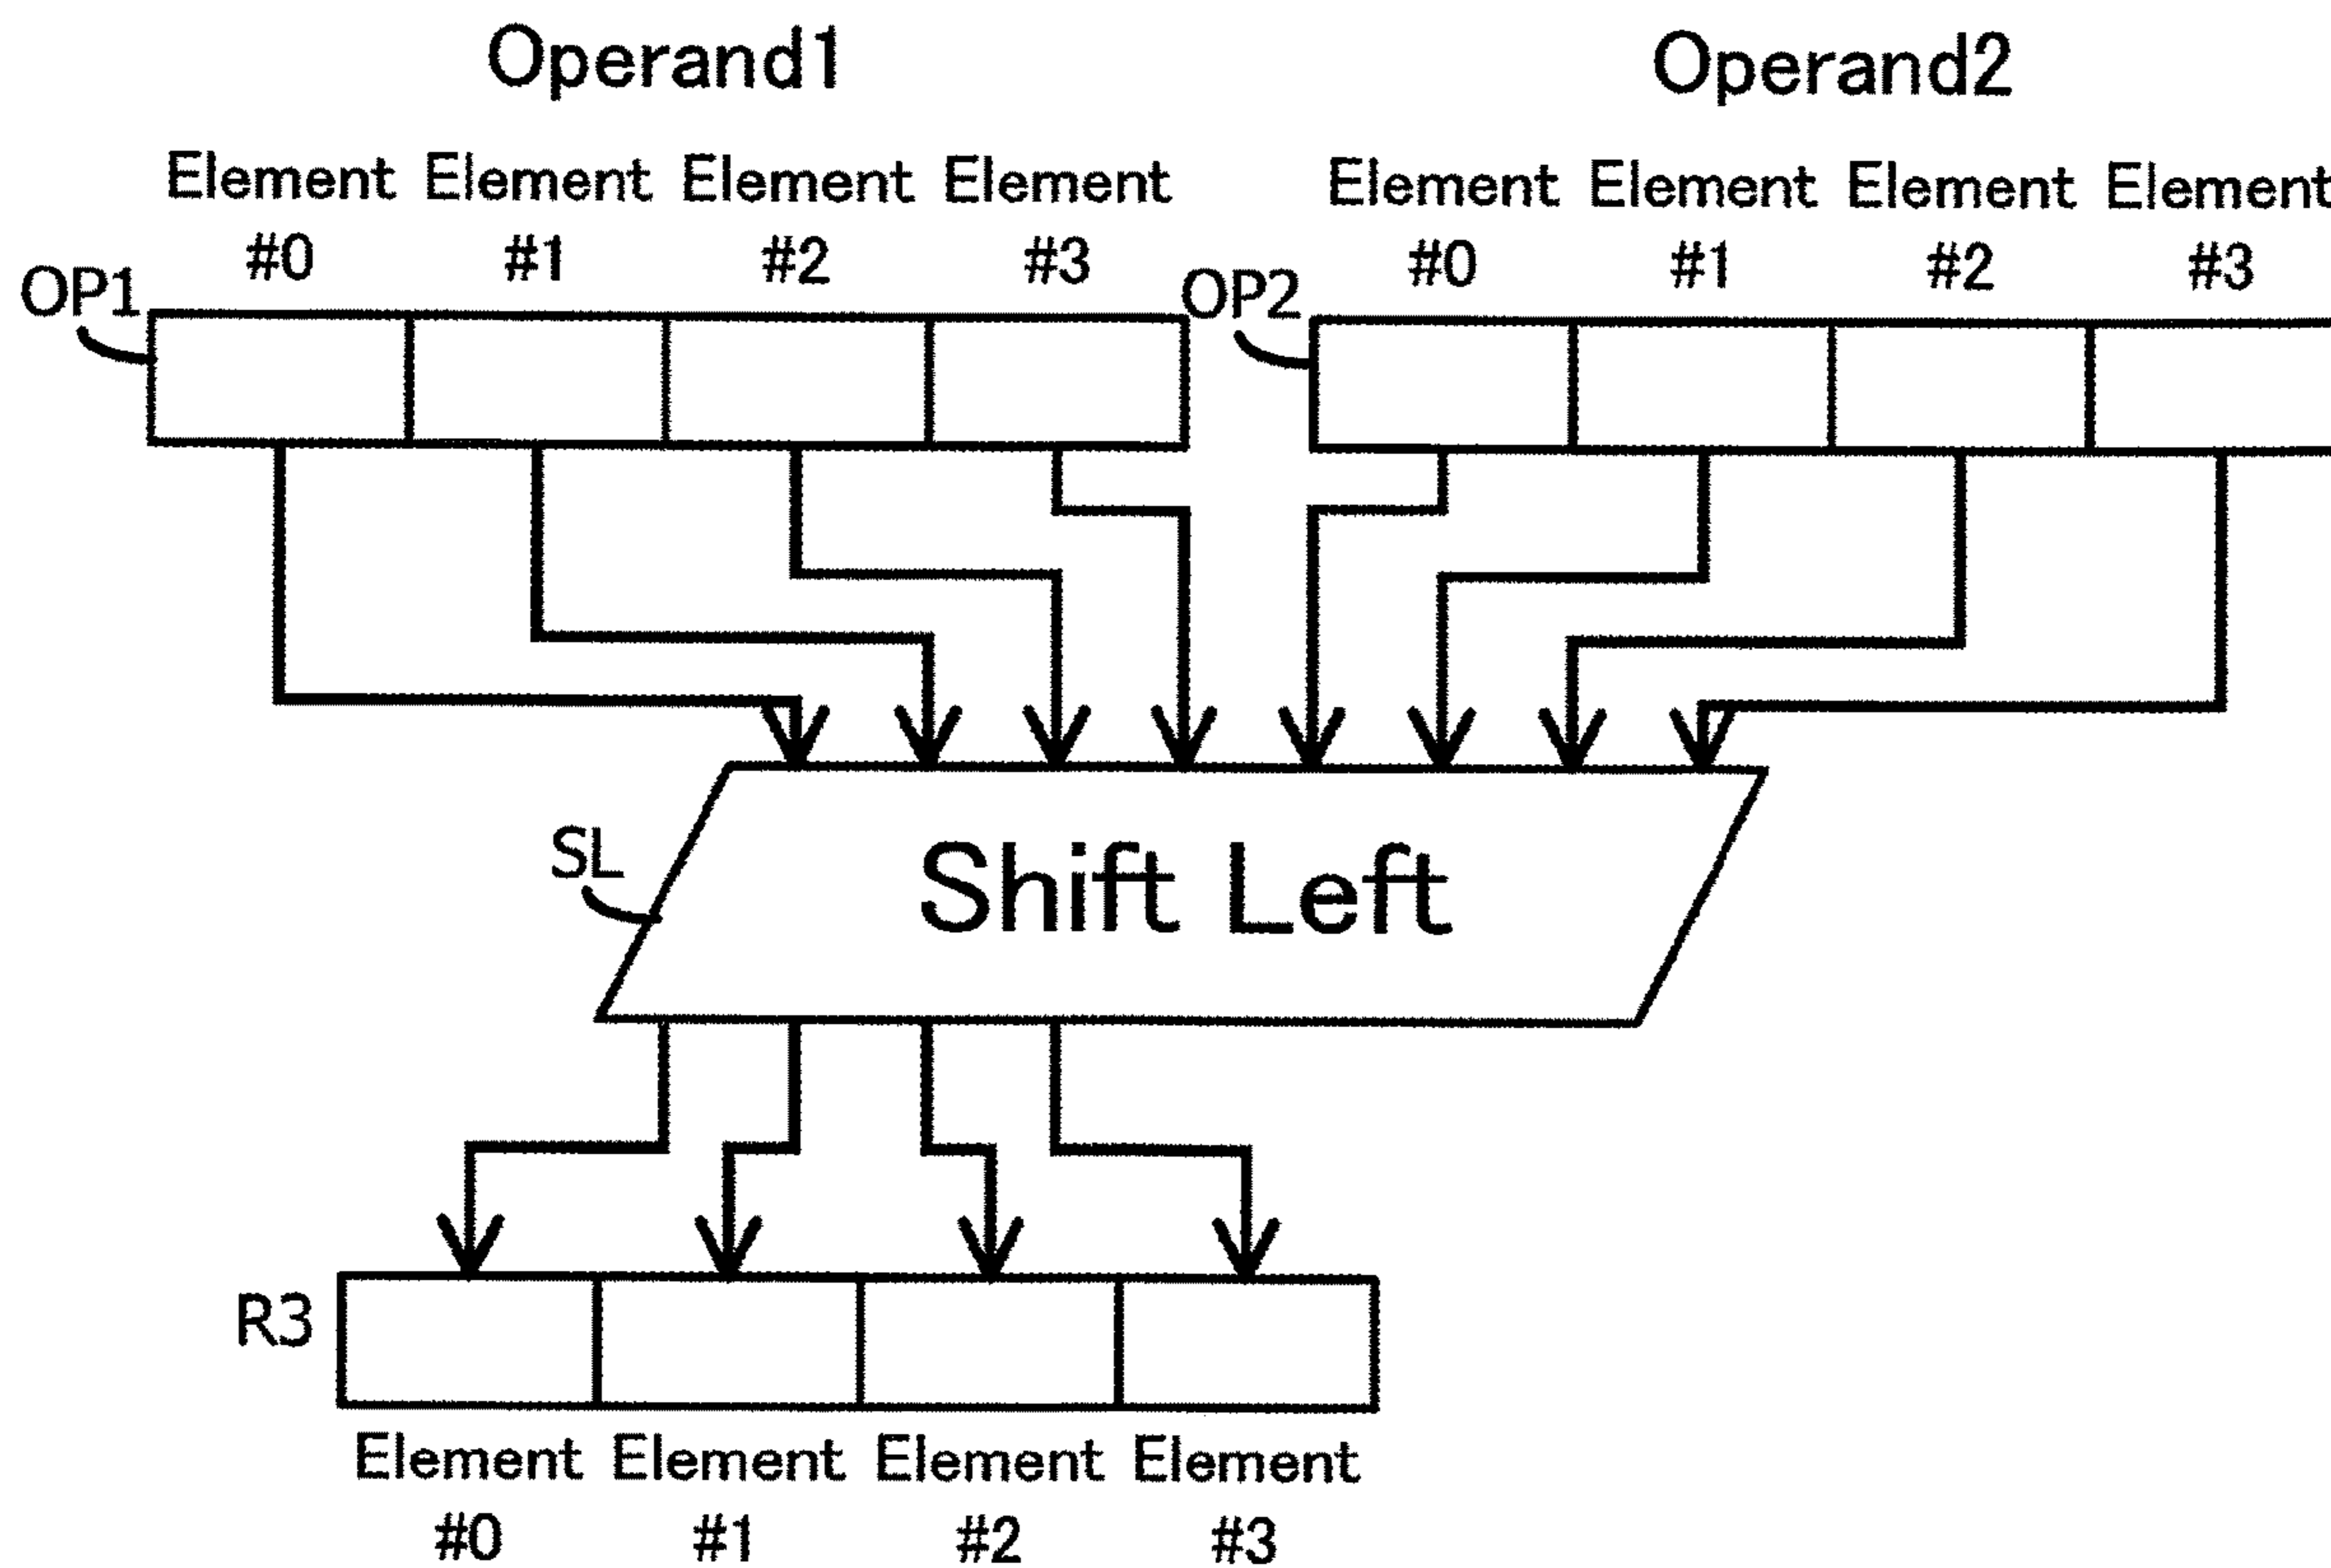 Operand1
Operand2
Element Element Element Element
Element Element Element Element
#0 #1 #2 #3
#0 #1 #2 #3
OP1
OP2
SL
Shift Left
R3
Element Element Element Element
#0 #1 #2 #3